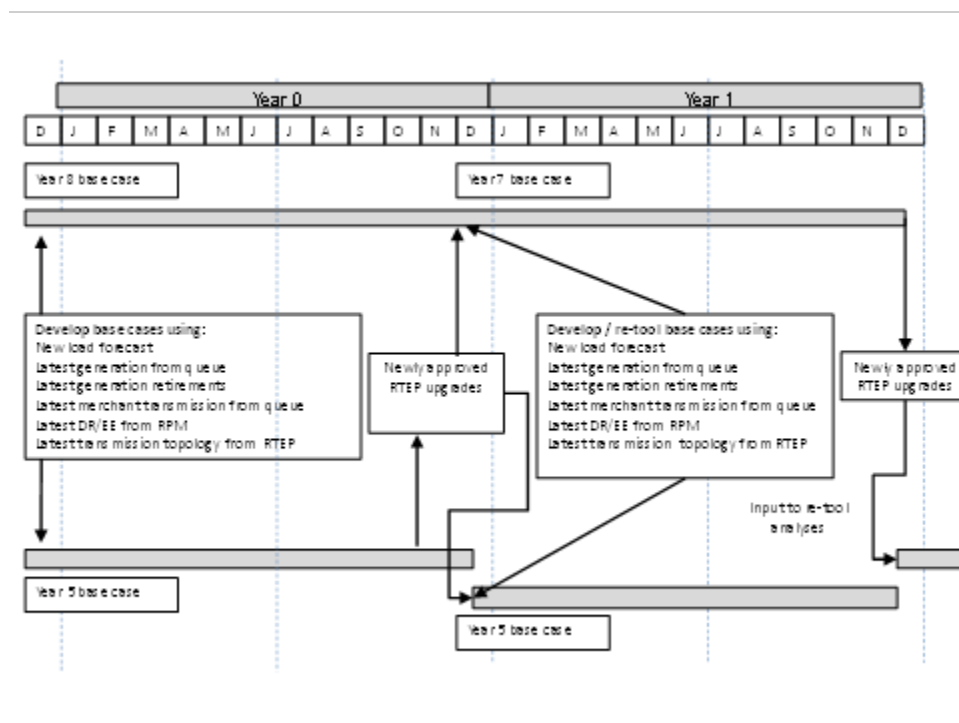 Year 0
Year 1
D J F M A M J J A S O N D J F M A M J J A S O N D
Year 8 base case
Year 7 base case
Develop base cases using:
New load forecast
Latest generation from queue
Latest generation retirements
Latest merchant transmission from queue
Latest DR/EE from RPM
Latest transmission topology from RTEP
Newly approved
RTEP upgrades
Develop / re-tool base cases using:
New load forecast
Latest generation from queue
Latest generation retirements
Latest merchant transmission from queue
Latest DR/EE from RPM
Latest transmission topology from RTEP
Newly approved
RTEP upgrades
Input to re-tool
analyses
Year 5 base case
Year 5 base case